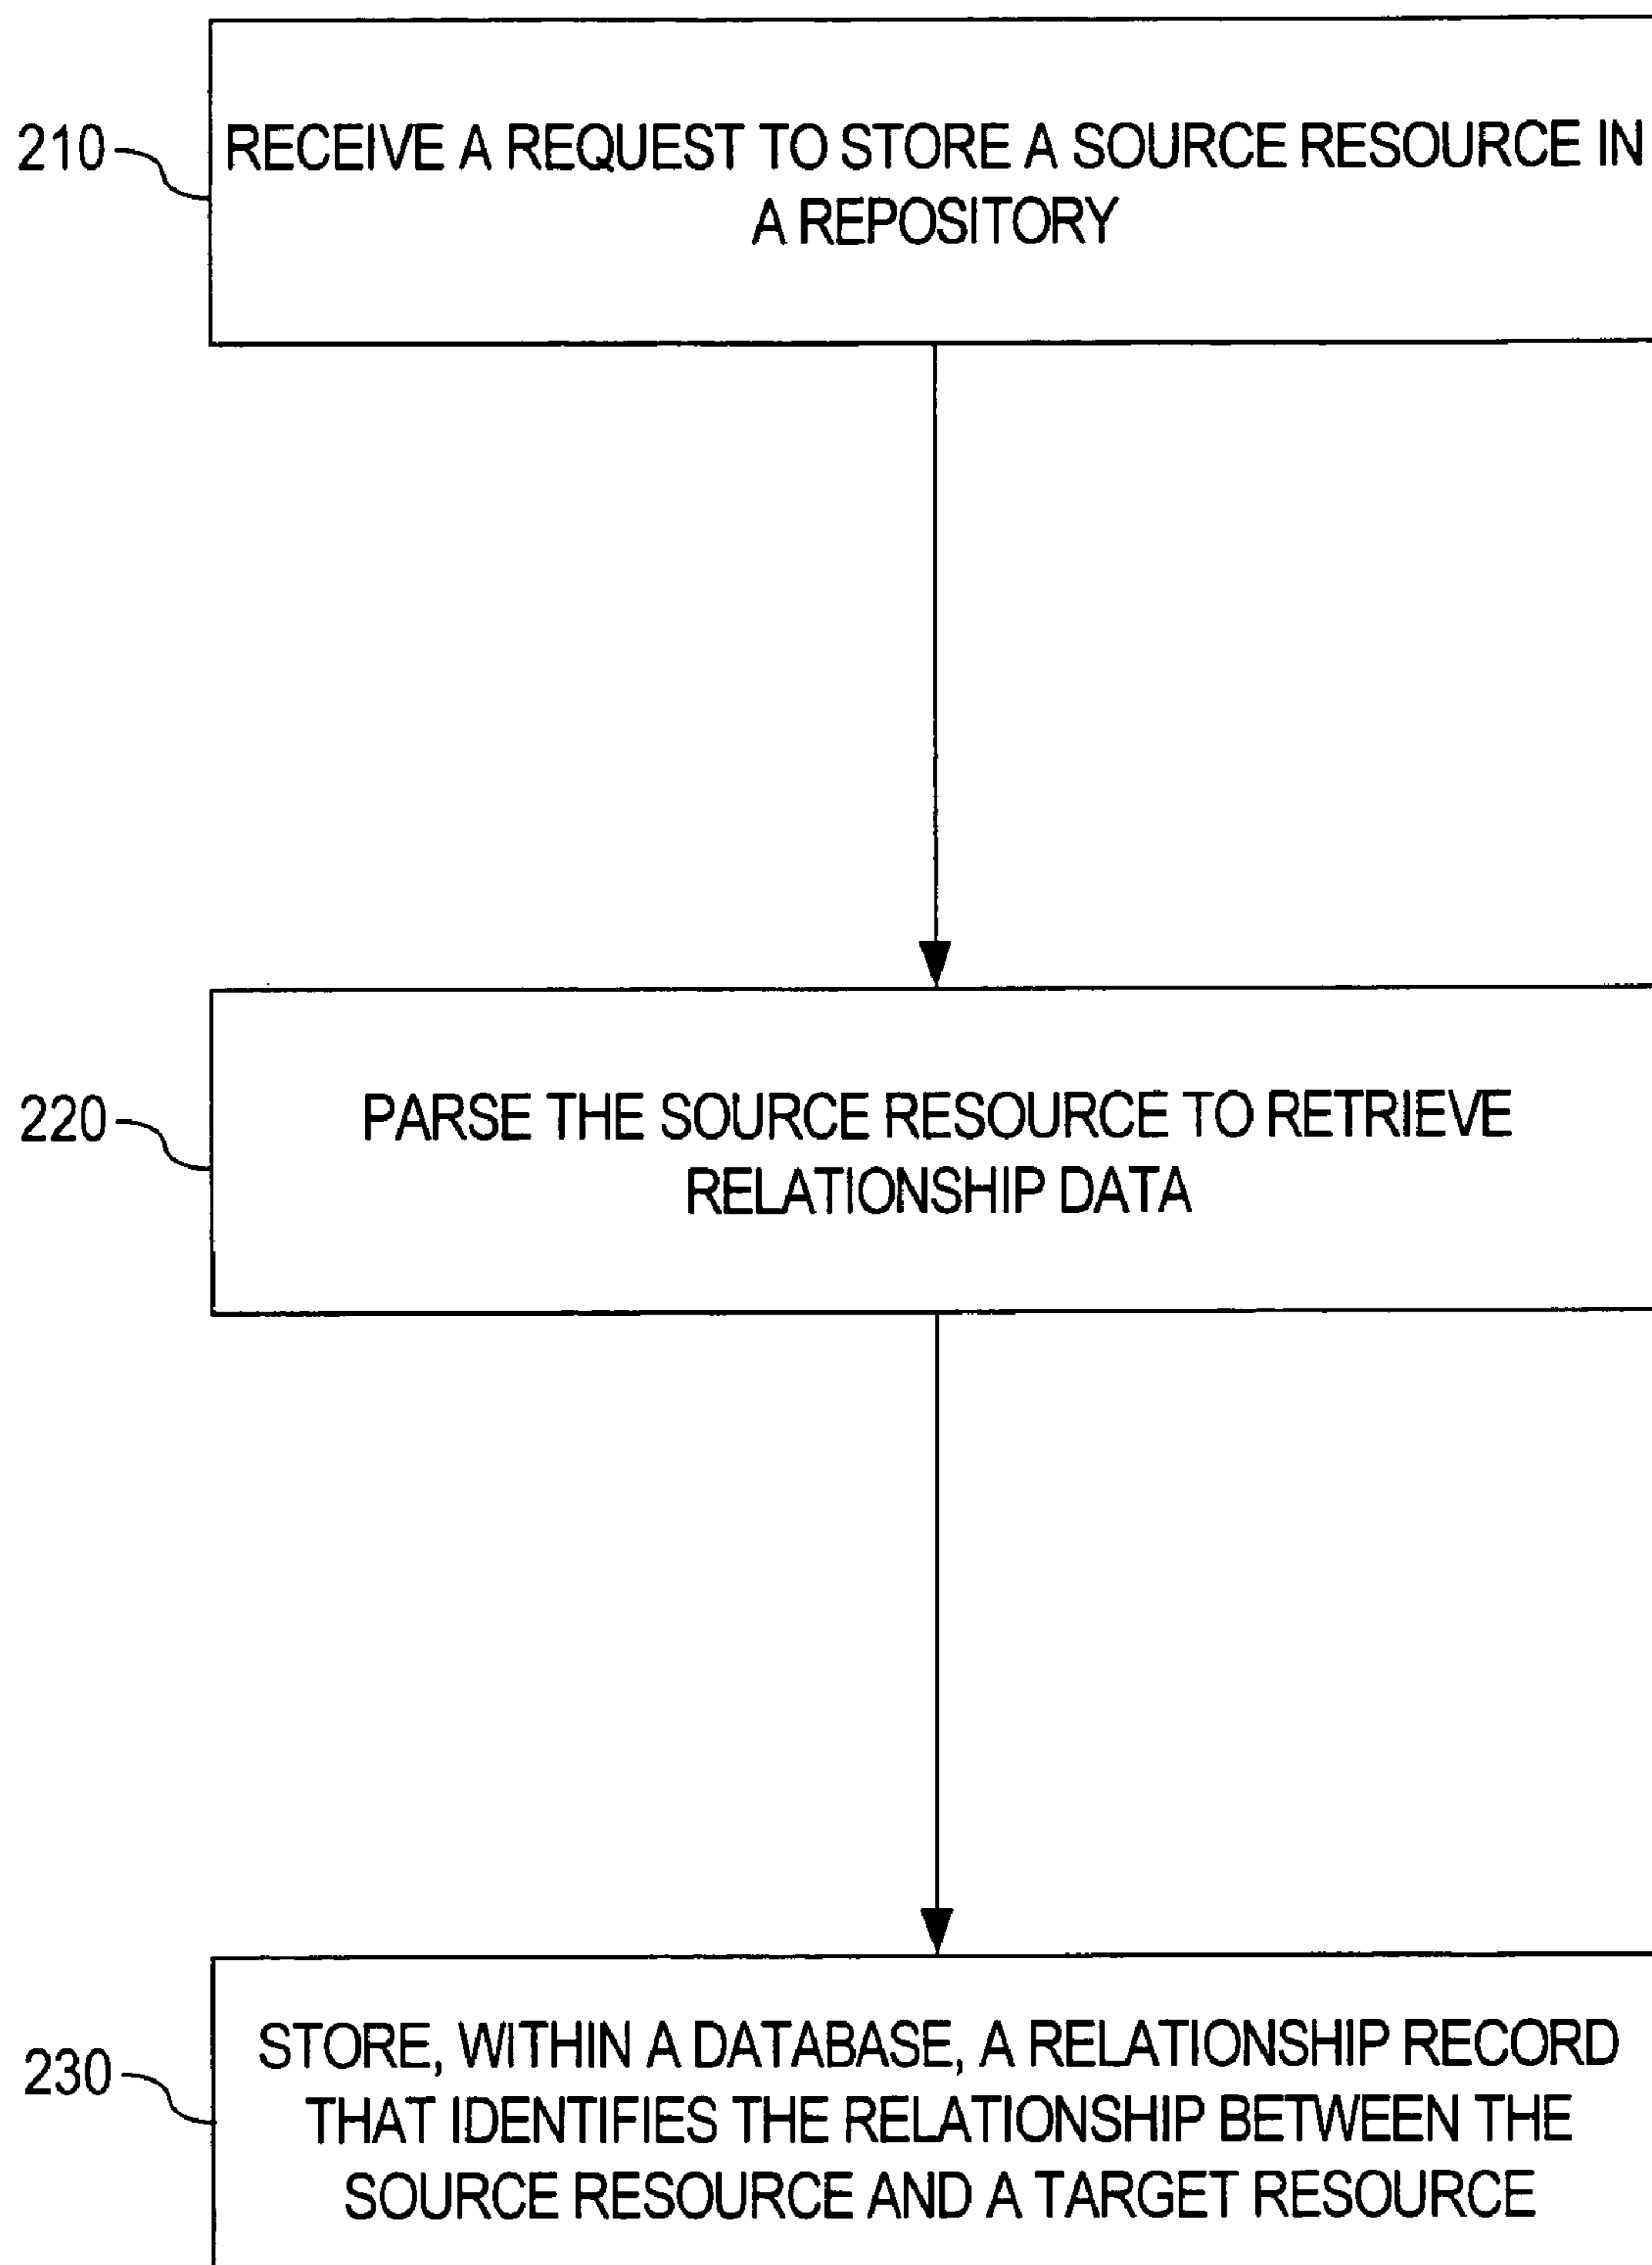 210
RECEIVE A REQUEST TO STORE A SOURCE RESOURCE IN
A REPOSITORY
220
PARSE THE SOURCE RESOURCE TO RETRIEVE
RELATIONSHIP DATA
230
STORE, WITHIN A DATABASE, A RELATIONSHIP RECORD
THAT IDENTIFIES THE RELATIONSHIP BETWEEN THE
SOURCE RESOURCE AND A TARGET RESOURCE